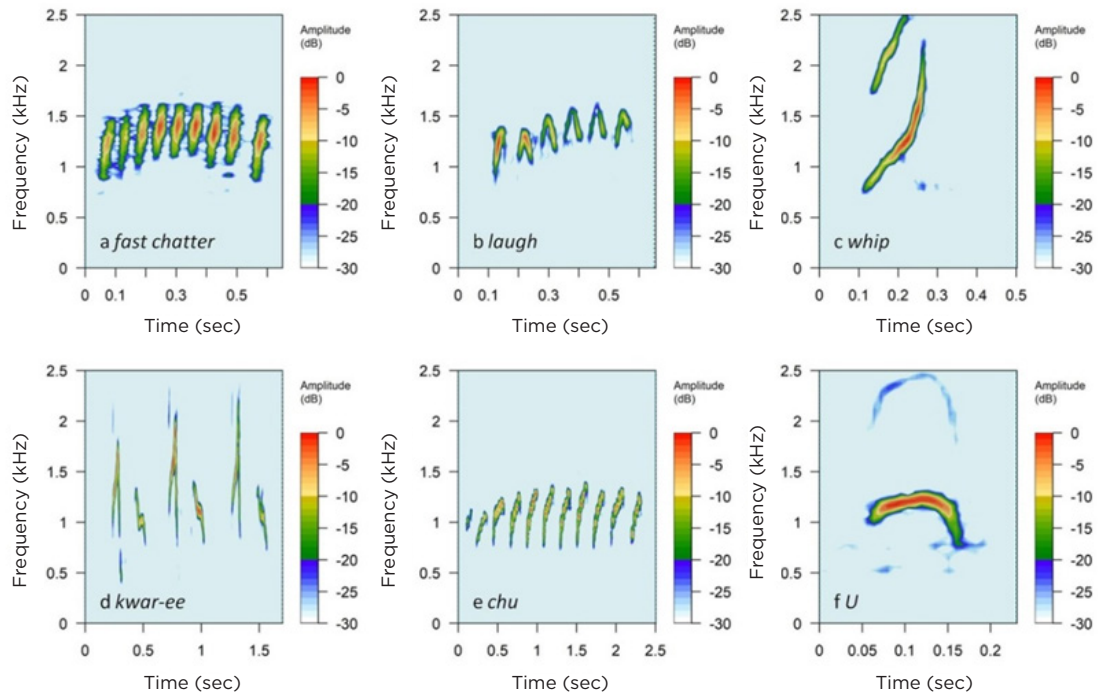 2.5
2
1.5
1
0.5
0
Frequency (kHz)
a fast chatter
0 0.1 0.3 0.5
Time (sec)
Amplitude
(dB)
0
-5
-10
-15
-20
-25
-30
2.5
2
1.5
1
0.5
0
Frequency (kHz)
b laugh
0 0.1 0.3 0.5
Time (sec)
Amplitude
(dB)
0
-5
-10
-15
-20
-25
-30
2.5
2
1.5
1
0.5
0
Frequency (kHz)
c whip
0 0.1 0.2 0.3 0.4 0.5
Time (sec)
Amplitude
(dB)
0
-5
-10
-15
-20
-25
-30
2.5
2
1.5
1
0.5
0
Frequency (kHz)
d kwar-ee
0 0.5 1 1.5
Time (sec)
Amplitude
(dB)
0
-5
-10
-15
-20
-25
-30
2.5
2
1.5
1
0.5
0
Frequency (kHz)
e chu
0 0.5 1 1.5 2 2.5
Time (sec)
Amplitude
(dB)
0
-5
-10
-15
-20
-25
-30
2.5
2
1.5
1
0.5
0
Frequency (kHz)
f U
0 0.05 0.1 0.15 0.2
Time (sec)
Amplitude
(dB)
0
-5
-10
-15
-20
-25
-30